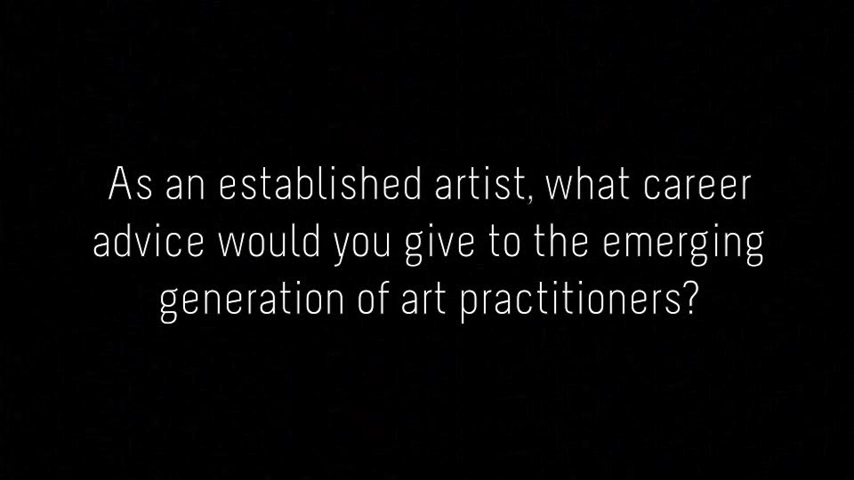 As an established artist, what career
advice would you give to the emerging
generation of art practitioners?